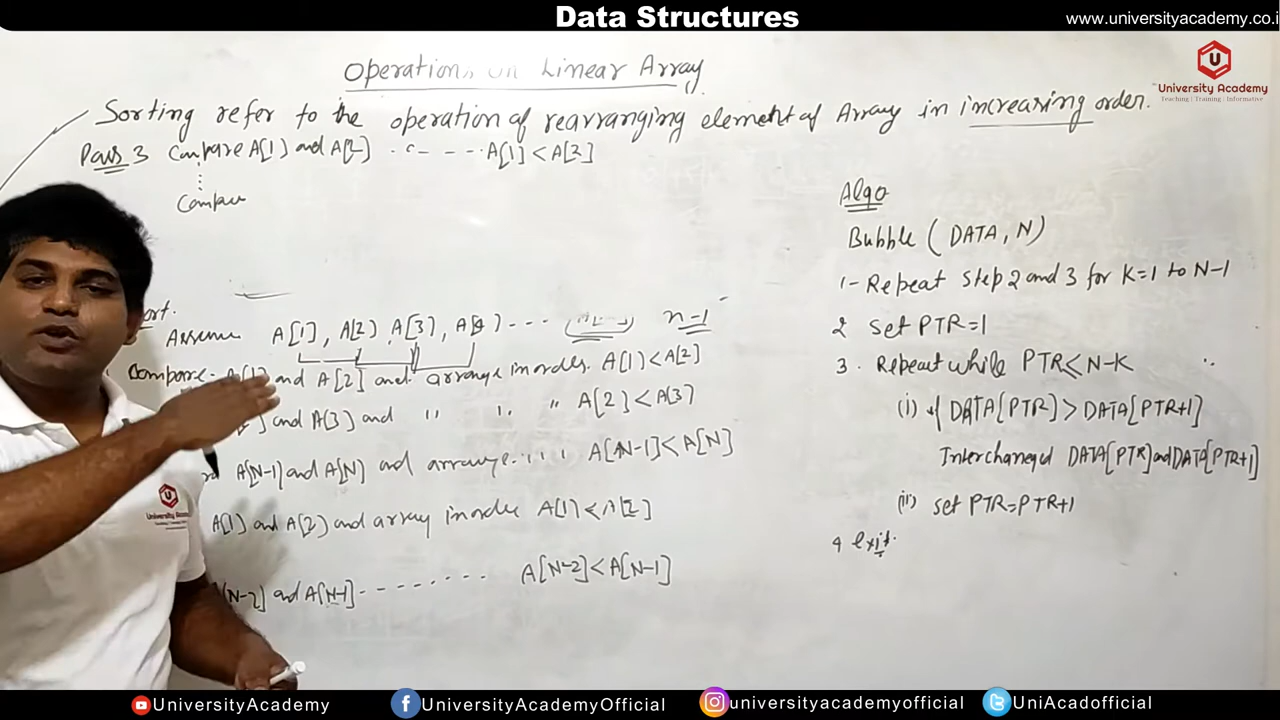 Data Structures
www.universityacademy.co.i
University Academy
Teaching | Training | Informative
Operations on Linear Array
Sorting refer to the operation of rearranging element of Array in increasing order.
Pass 3 Compare A[1) and A[2) . - - - - - A[1] < A[2]
Compare
ort.
Assume A[1], A[2), A[3), A[4) - - - n-1
Compare- A[1] and A[2] and arrange in order. A[1) < A[2]
] and A[3) and " " " A[2] < A[3)
A[N-1] and A[N] and arrange.... A[N-1] < A[N]
A[1) and A[2) and array in order A[1] < A[2]
[N-2] and A[N-1] - - - - - - - - A[N-2] < A[N-1]
Algo
Bubble ( DATA, N)
1- Repeat Step 2 and 3 for K=1 to N-1
2 Set PTR=1
3. Repeat while PTR ≤ N-K
(i) if DATA[PTR] > DATA[PTR+1]
Interchanged DATA[PTR] and DATA[PTR+1]
(ii) set PTR=PTR+1
4 exit.
University Academy
/UniversityAcademy
/UniversityAcademyOfficial
/universityacademyofficial
/UniAcadofficial